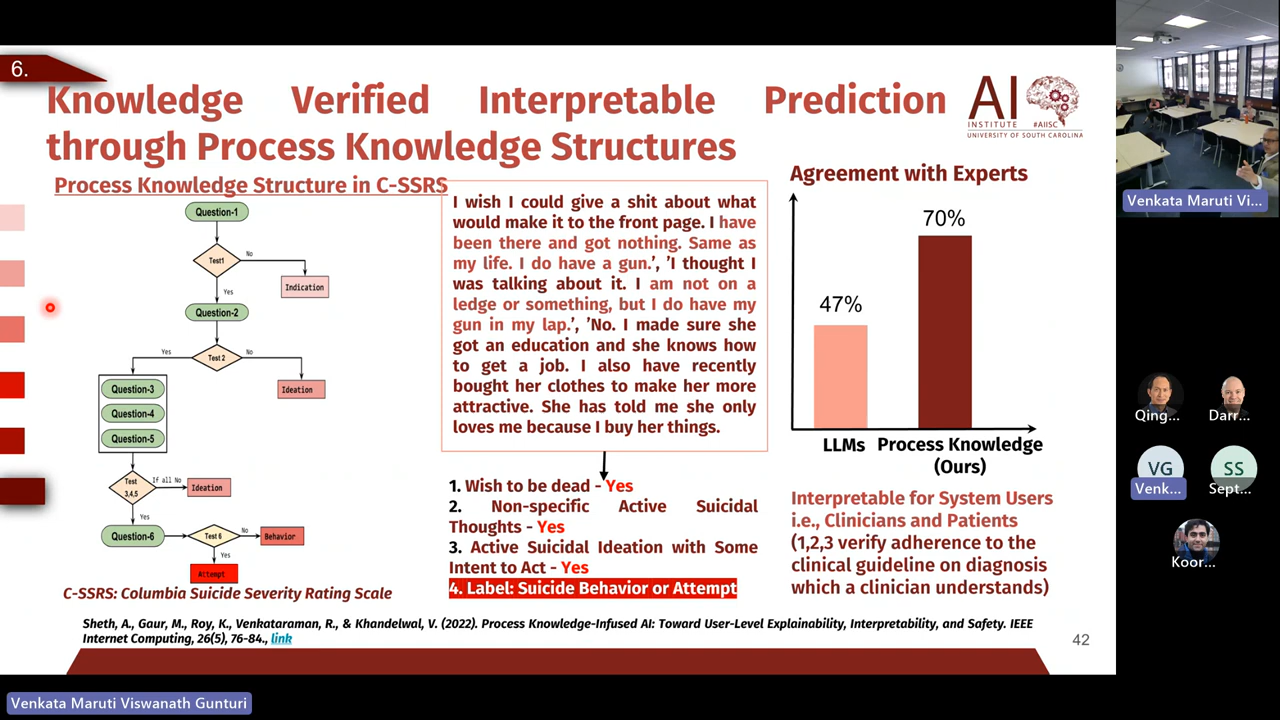 6.
Knowledge Verified Interpretable Prediction
through Process Knowledge Structures
AI
INSTITUTE #AIISC
UNIVERSITY OF SOUTH CAROLINA
Process Knowledge Structure in C-SSRS
Question-1
Test1
No
Indication
Yes
Question-2
Yes
Test 2
No
Question-3
Ideation
Question-4
Question-5
Test
3,4,5
If all No
Ideation
Yes
Question-6
Test 6
No
Behavior
Yes
Attempt
C-SSRS: Columbia Suicide Severity Rating Scale
I wish I could give a shit about what
would make it to the front page. I have
been there and got nothing. Same as
my life. I do have a gun.', 'I thought I
was talking about it. I am not on a
ledge or something, but I do have my
gun in my lap.', 'No. I made sure she
got an education and she knows how
to get a job. I also have recently
bought her clothes to make her more
attractive. She has told me she only
loves me because I buy her things.
1. Wish to be dead - Yes
2. Non-specific Active Suicidal
Thoughts - Yes
3. Active Suicidal Ideation with Some
Intent to Act - Yes
4. Label: Suicide Behavior or Attempt
Agreement with Experts
70%
47%
LLMs
Process Knowledge
(Ours)
Interpretable for System Users
i.e., Clinicians and Patients
(1,2,3 verify adherence to the
clinical guideline on diagnosis
which a clinician understands)
Sheth, A., Gaur, M., Roy, K., Venkataraman, R., & Khandelwal, V. (2022). Process Knowledge-Infused AI: Toward User-Level Explainability, Interpretability, and Safety. IEEE
Internet Computing, 26(5), 76-84., link
42
Venkata Maruti Vi...
Qing...
Darr...
VG
SS
Venk...
Sept...
Koor...
Venkata Maruti Viswanath Gunturi